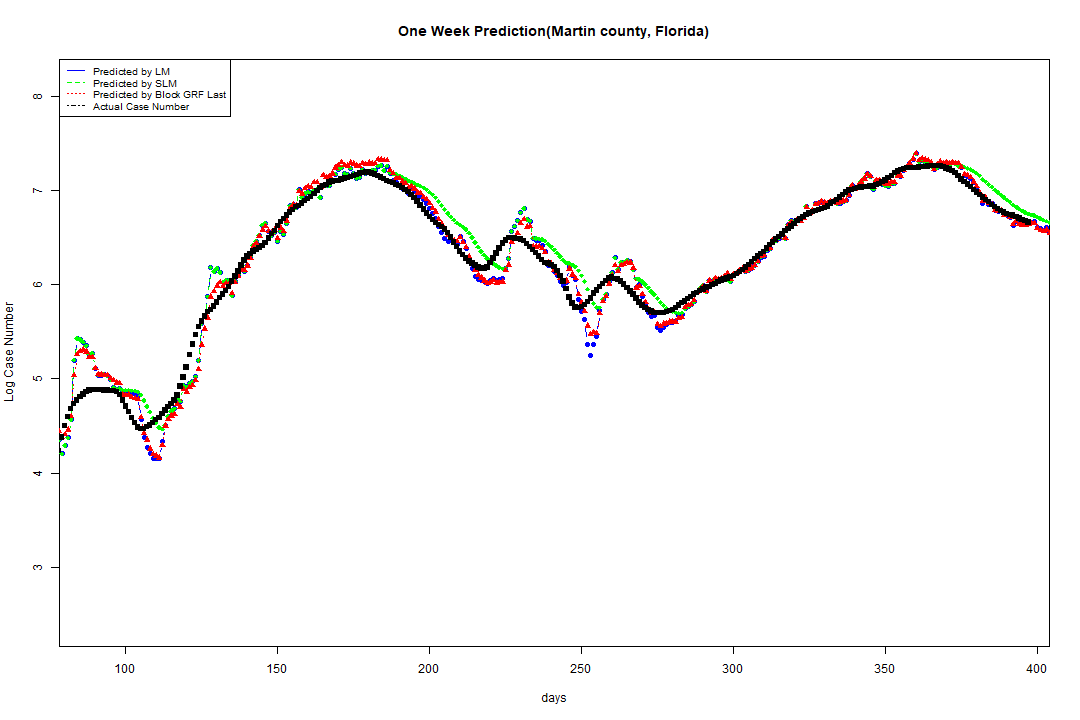 One Week Prediction(Martin county, Florida)
Predicted by LM
Predicted by SLM
Predicted by Block GRF Last
Actual Case Number
8
7
6
5
4
3
Log Case Number
100 150 200 250 300 350 400
days